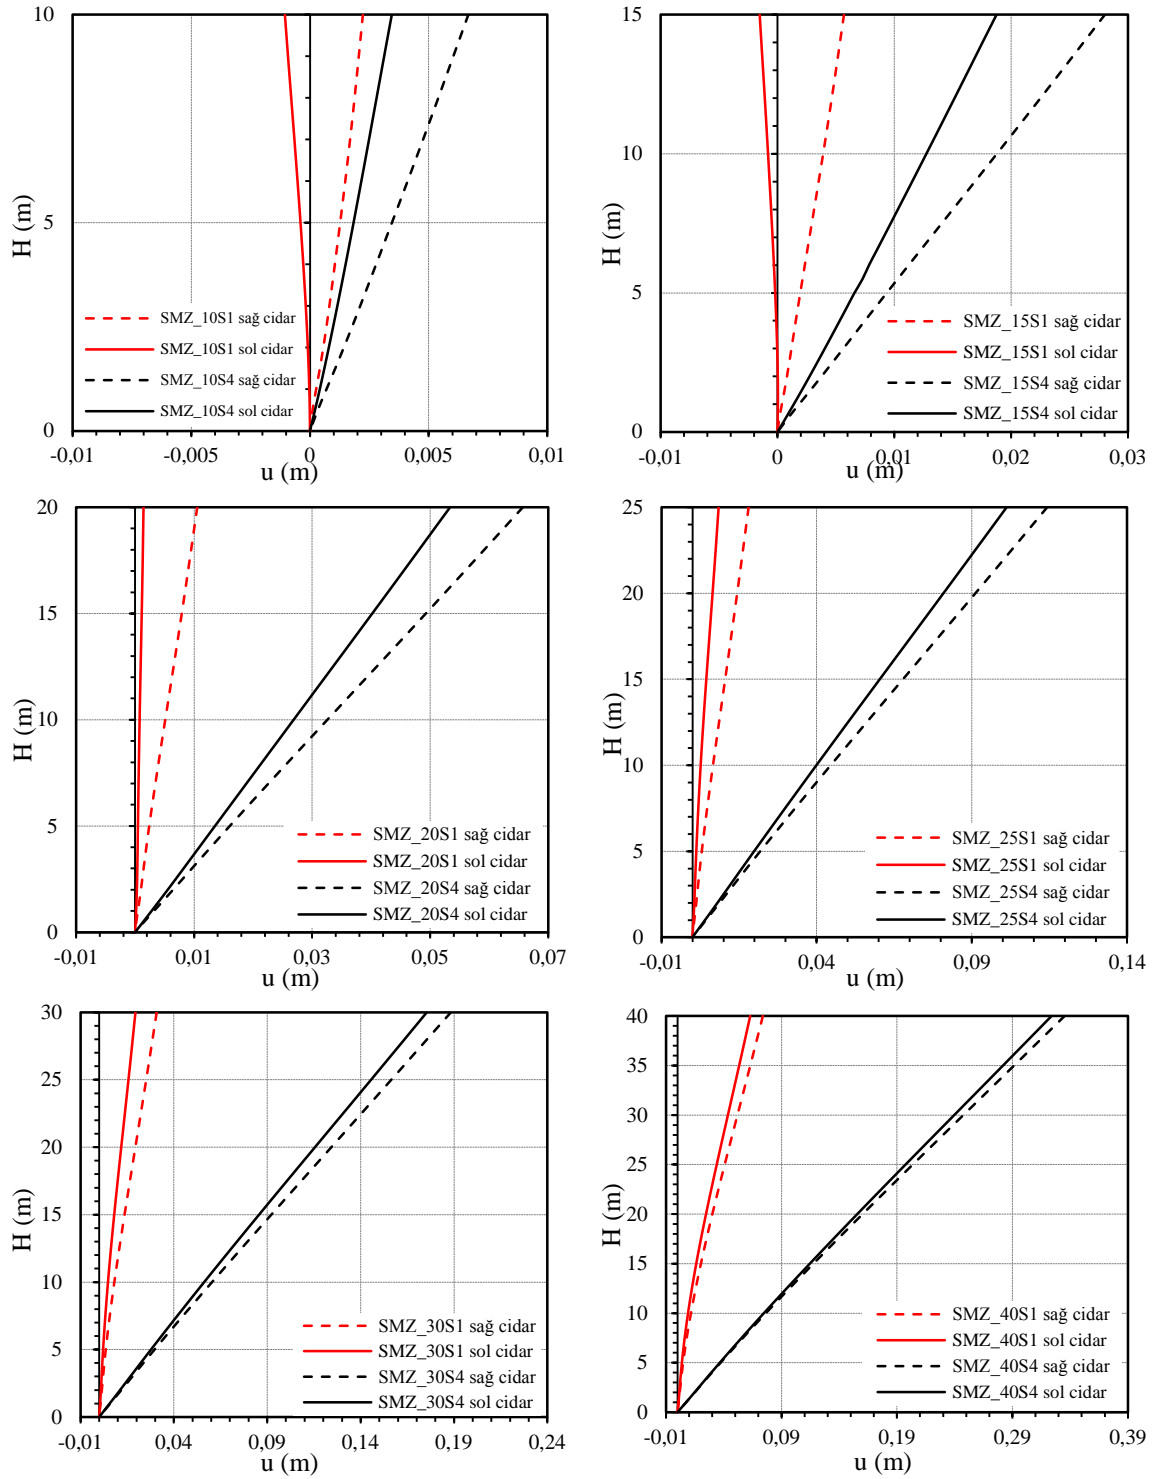 10
5
0
H (m)
SMZ_10S1 sağ cidar
SMZ_10S1 sol cidar
SMZ_10S4 sağ cidar
SMZ_10S4 sol cidar
-0,01 -0,005 0 0,005 0,01
u (m)
15
10
5
0
H (m)
SMZ_15S1 sağ cidar
SMZ_15S1 sol cidar
SMZ_15S4 sağ cidar
SMZ_15S4 sol cidar
-0,01 0 0,01 0,02 0,03
u (m)
20
15
10
5
0
H (m)
SMZ_20S1 sağ cidar
SMZ_20S1 sol cidar
SMZ_20S4 sağ cidar
SMZ_20S4 sol cidar
-0,01 0,01 0,03 0,05 0,07
u (m)
25
20
15
10
5
0
H (m)
SMZ_25S1 sağ cidar
SMZ_25S1 sol cidar
SMZ_25S4 sağ cidar
SMZ_25S4 sol cidar
-0,01 0,04 0,09 0,14
u (m)
30
25
20
15
10
5
0
H (m)
SMZ_30S1 sağ cidar
SMZ_30S1 sol cidar
SMZ_30S4 sağ cidar
SMZ_30S4 sol cidar
-0,01 0,04 0,09 0,14 0,19 0,24
u (m)
40
35
30
25
20
15
10
5
0
H (m)
SMZ_40S1 sağ cidar
SMZ_40S1 sol cidar
SMZ_40S4 sağ cidar
SMZ_40S4 sol cidar
-0,01 0,09 0,19 0,29 0,39
u (m)